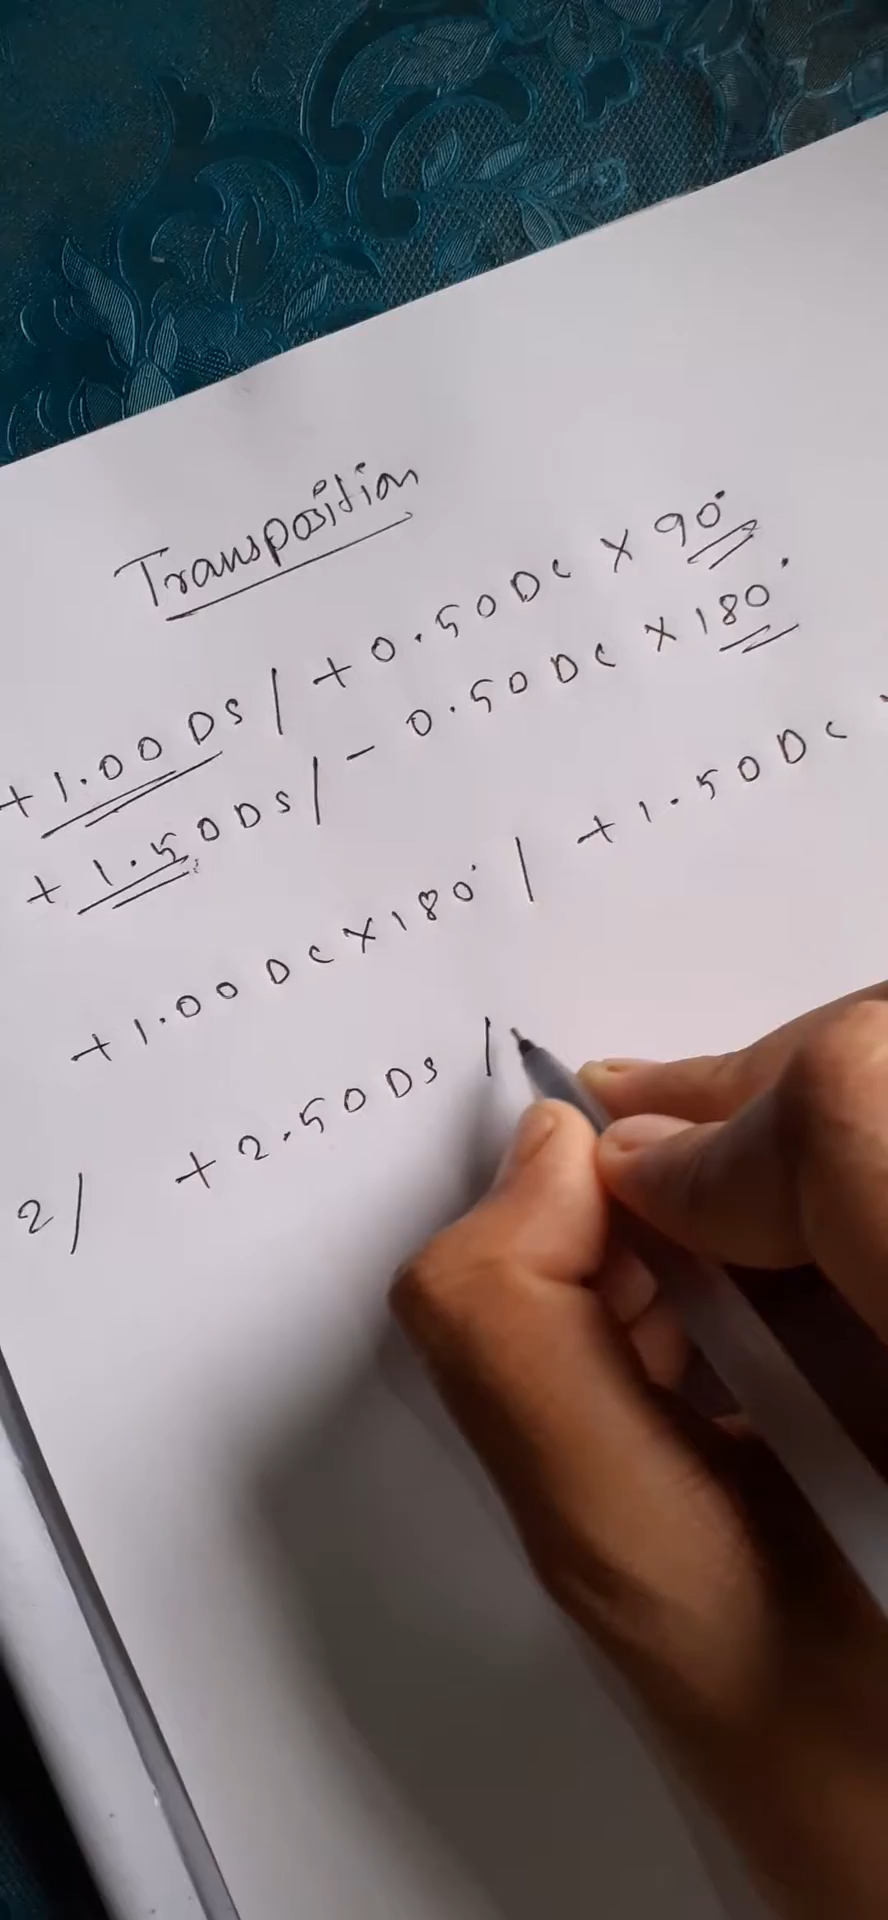 Transposition
+1.00 DS / +0.50 DC X 90°
+1.50 DS / - 0.50 DC X 180°
+1.00 DC X 180° / +1.50 DC
2/ +2.50 DS /